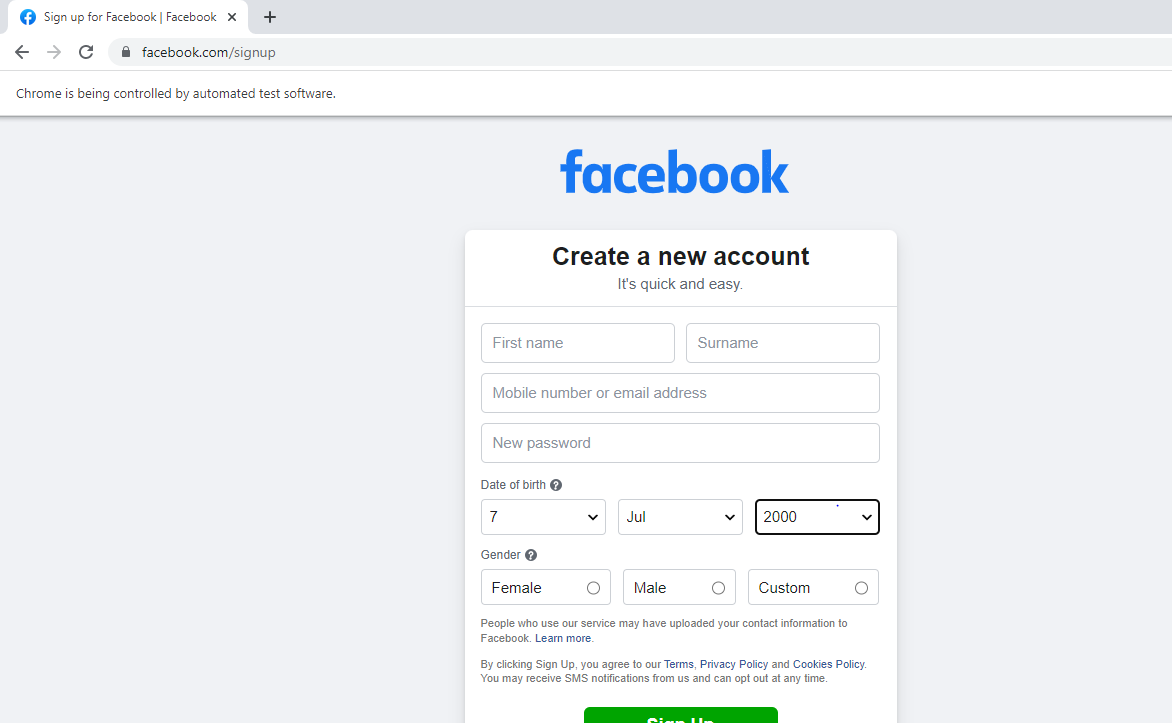 Sign up for Facebook | Facebook
facebook.com/signup
Chrome is being controlled by automated test software.
facebook
Create a new account
It's quick and easy.
First name Surname
Mobile number or email address
New password
Date of birth ?
7 Jul 2000
Gender ?
Female Male Custom
People who use our service may have uploaded your contact information to
Facebook. Learn more.
By clicking Sign Up, you agree to our Terms, Privacy Policy and Cookies Policy.
You may receive SMS notifications from us and can opt out at any time.
Sign Up